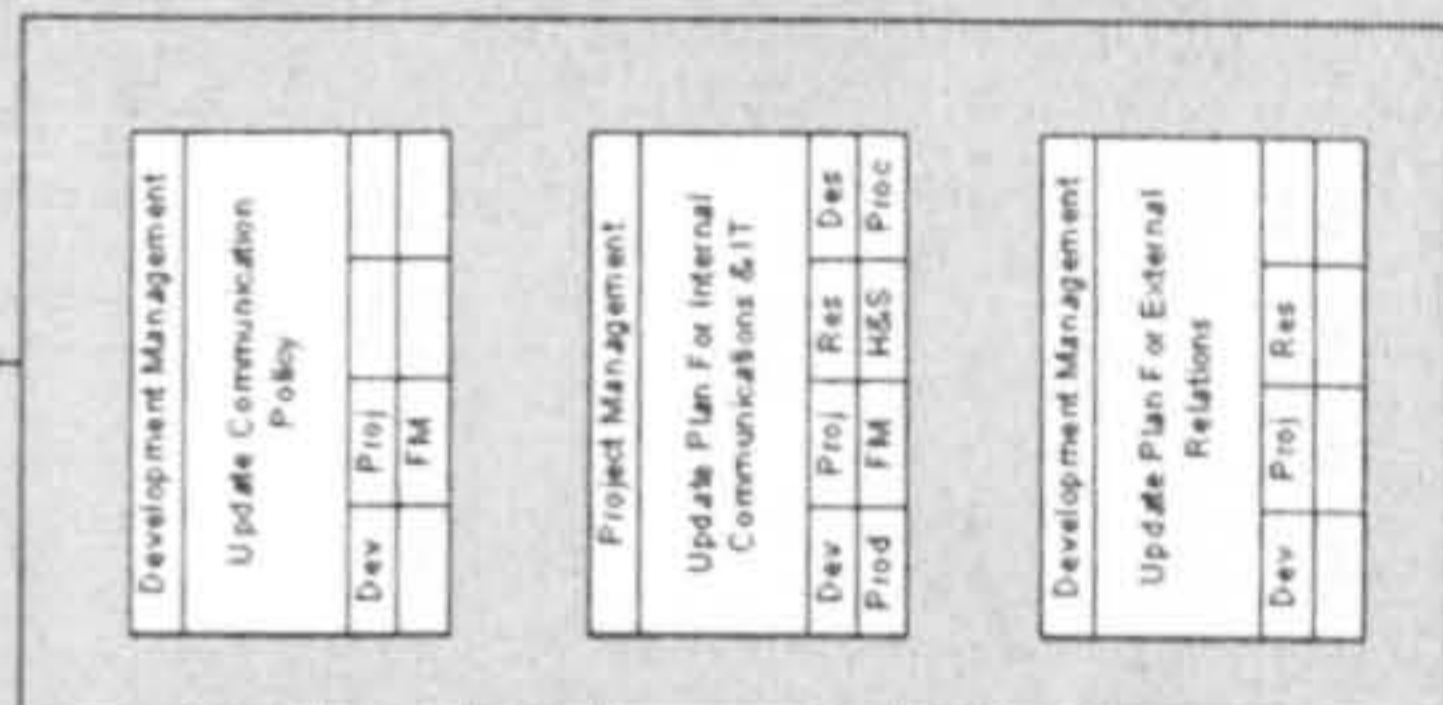 Development Management
Update Communication
Policy
Dev Proj
FM
Project Management
Update Plan For Internal
Communications & IT
Dev Proj Res Des
Prod FM H&S Proc
Development Management
Update Plan For External
Relations
Dev Proj Res